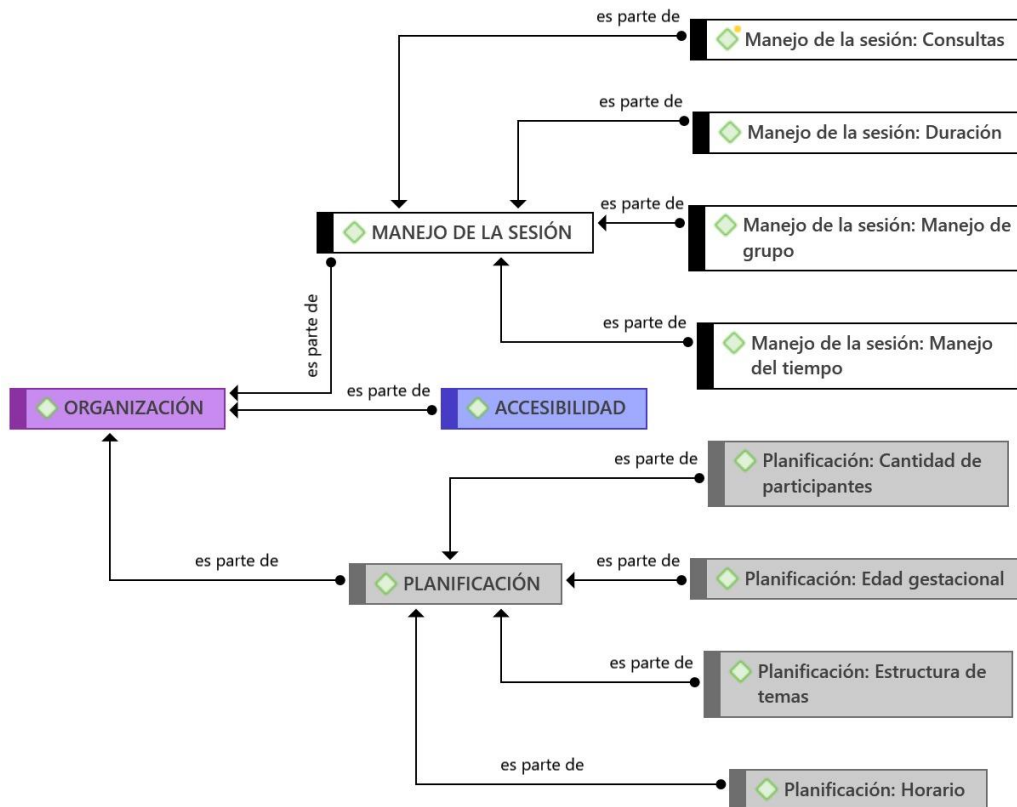 es parte de
Manejo de la sesión: Consultas
es parte de
Manejo de la sesión: Duración
es parte de
Manejo de la sesión: Manejo de
grupo
MANEJO DE LA SESIÓN
es parte de
es parte de
Manejo de la sesión: Manejo
del tiempo
ORGANIZACIÓN
es parte de
ACCESIBILIDAD
es parte de
Planificación: Cantidad de
participantes
es parte de
PLANIFICACIÓN
es parte de
Planificación: Edad gestacional
es parte de
Planificación: Estructura de
temas
es parte de
Planificación: Horario